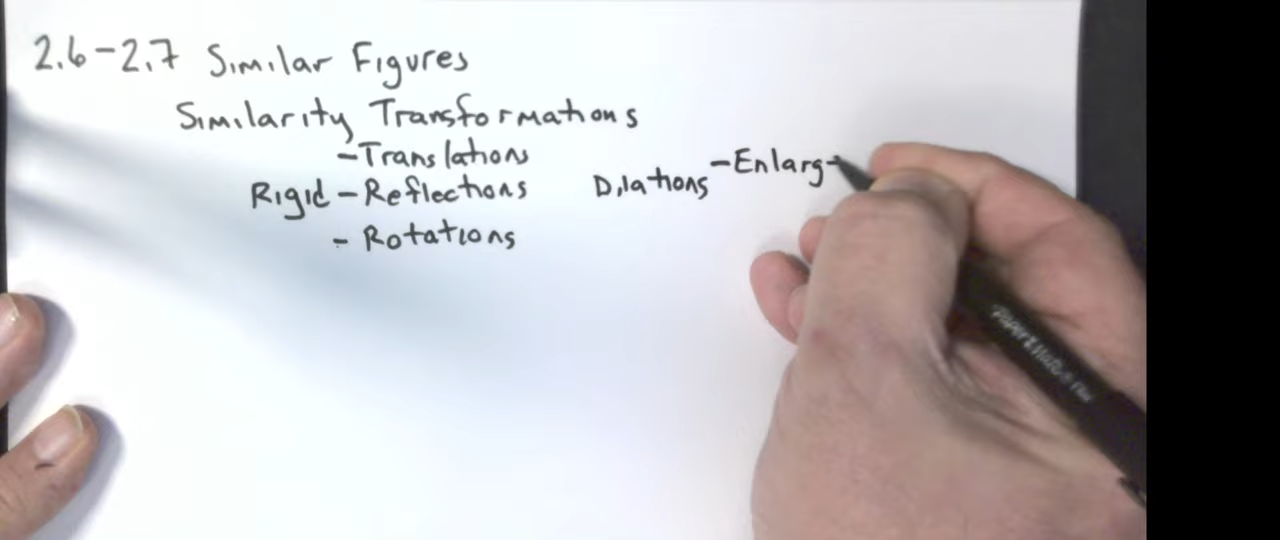 2.6-2.7 Similar Figures
Similarity Transformations
-Translations
Rigid -Reflections
- Rotations
Dilations -Enlarg